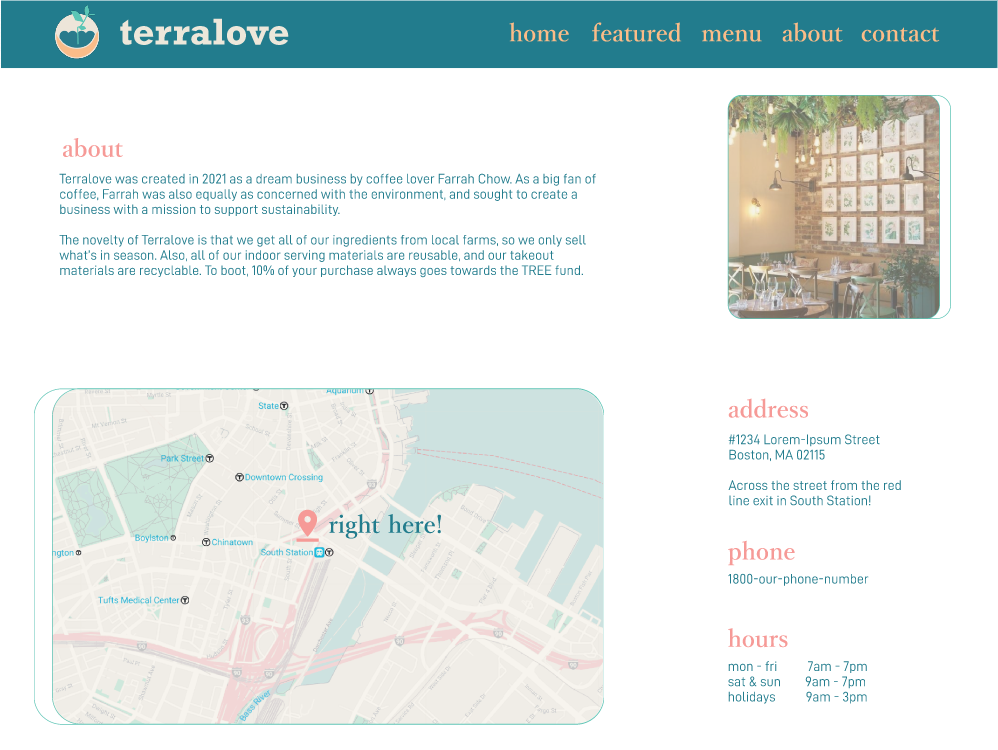 terralove
home featured menu about contact
about
Terralove was created in 2021 as a dream business by coffee lover Farrah Chow. As a big fan of
coffee, Farrah was also equally as concerned with the environment, and sought to create a
business with a mission to support sustainability.
The novelty of Terralove is that we get all of our ingredients from local farms, so we only sell
what's in season. Also, all of our indoor serving materials are reusable, and our takeout
materials are recyclable. To boot, 10% of your purchase always goes towards the TREE fund.
Aquarium
State
Park Street
Downtown Crossing
right here!
Boylston
Chinatown
ngton
South Station
Tufts Medical Center
Bass River
address
#1234 Lorem-Ipsum Street
Boston, MA 02115
Across the street from the red
line exit in South Station!
phone
1800-our-phone-number
hours
mon - fri 7am - 7pm
sat & sun 9am - 7pm
holidays 9am - 3pm